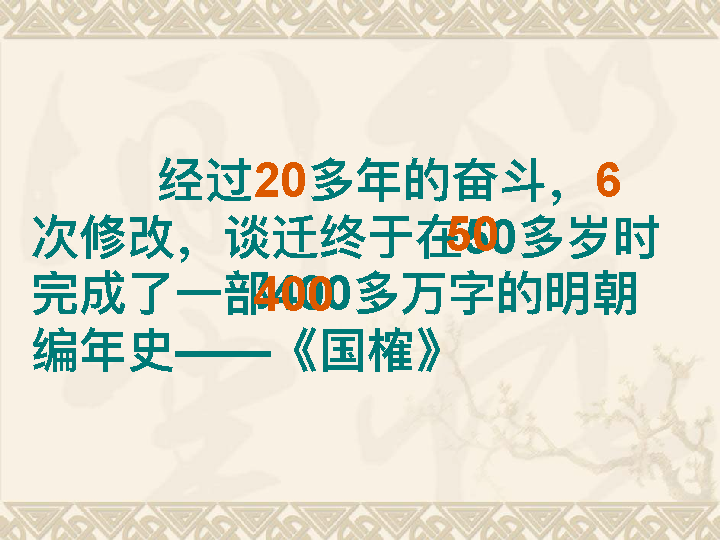 经过20多年的奋斗，6
次修改，谈迁终于在50多岁时
完成了一部400多万字的明朝
编年史——《国榷》